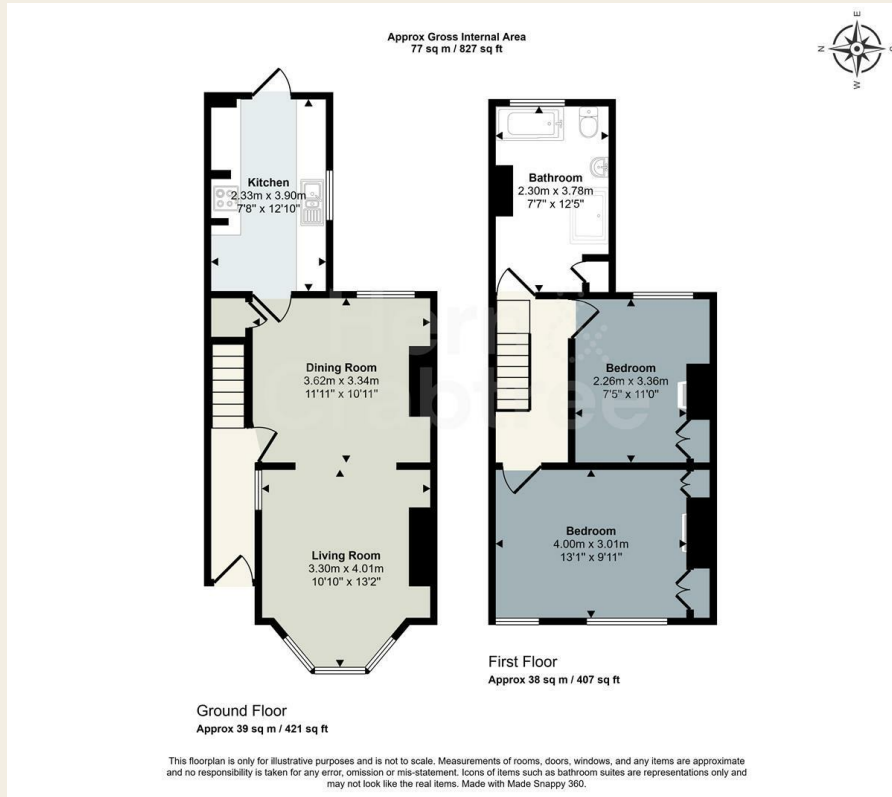 Approx Gross Internal Area
77 sq m / 827 sq ft
E
N
S
W
Kitchen
2.33m x 3.90m
7'8" x 12'10"
Dining Room
3.62m x 3.34m
11'11" x 10'11"
Living Room
3.30m x 4.01m
10'10" x 13'2"
Ground Floor
Approx 39 sq m / 421 sq ft
Bathroom
2.30m x 3.78m
7'7" x 12'5"
Bedroom
2.26m x 3.36m
7'5" x 11'0"
Bedroom
4.00m x 3.01m
13'1" x 9'11"
First Floor
Approx 38 sq m / 407 sq ft
Hern &
Crabtree
This floorplan is only for illustrative purposes and is not to scale. Measurements of rooms, doors, windows, and any items are approximate
and no responsibility is taken for any error, omission or mis-statement. Icons of items such as bathroom suites are representations only and
may not look like the real items. Made with Made Snappy 360.